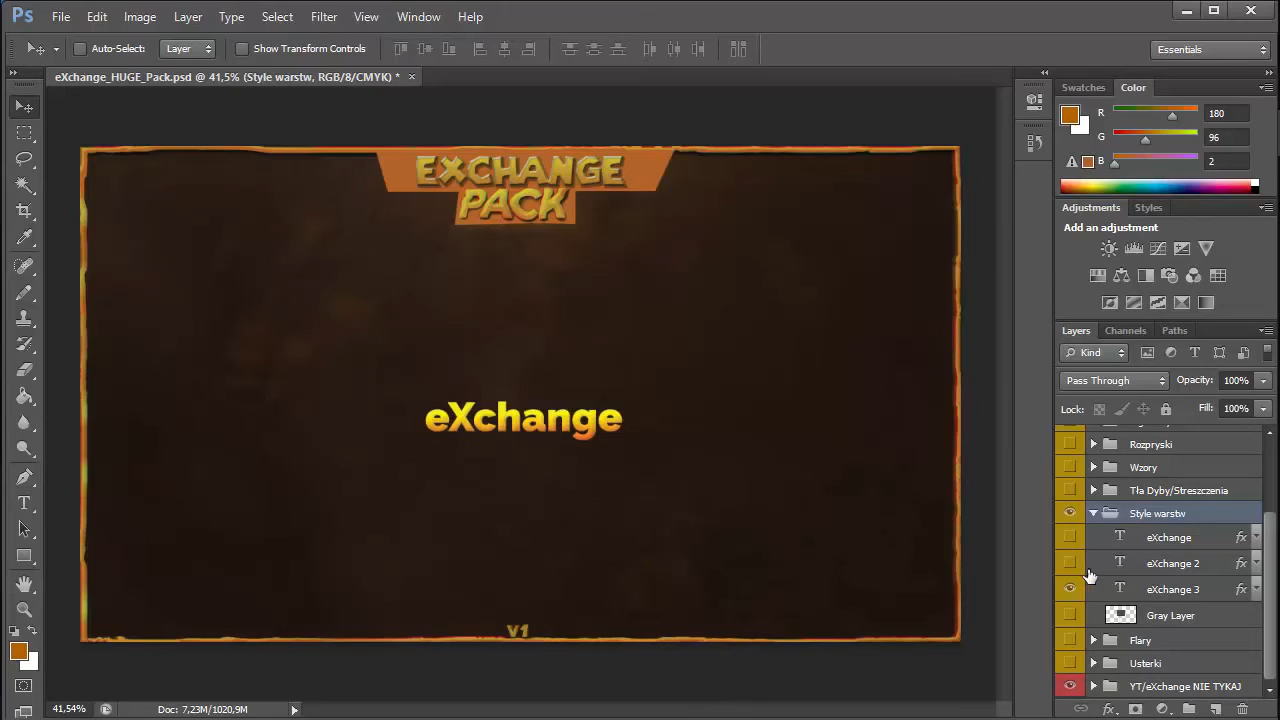 Ps File Edit Image Layer Type Select Filter View Window Help
Auto-Select: Layer Show Transform Controls Essentials
eXchange_HUGE_Pack.psd @ 41,5% (Style warstw, RGB/8/CMYK) * ×
Swatches Color
R 180
G 96
B 2
EXCHANGE
PACK
Adjustments Styles
Add an adjustment
Layers Channels Paths
Kind
Pass Through Opacity: 100%
Lock: Fill: 100%
eXchange
Rozpryski
Wzory
Tła Dyby/Streszczenia
Style warstw
T eXchange fx
T eXchange 2 fx
T eXchange 3 fx
Gray Layer
Flary
Usterki
YT/eXchange NIE TYKAJ
V1
41,54% Doc: 7,23M/1020,9M